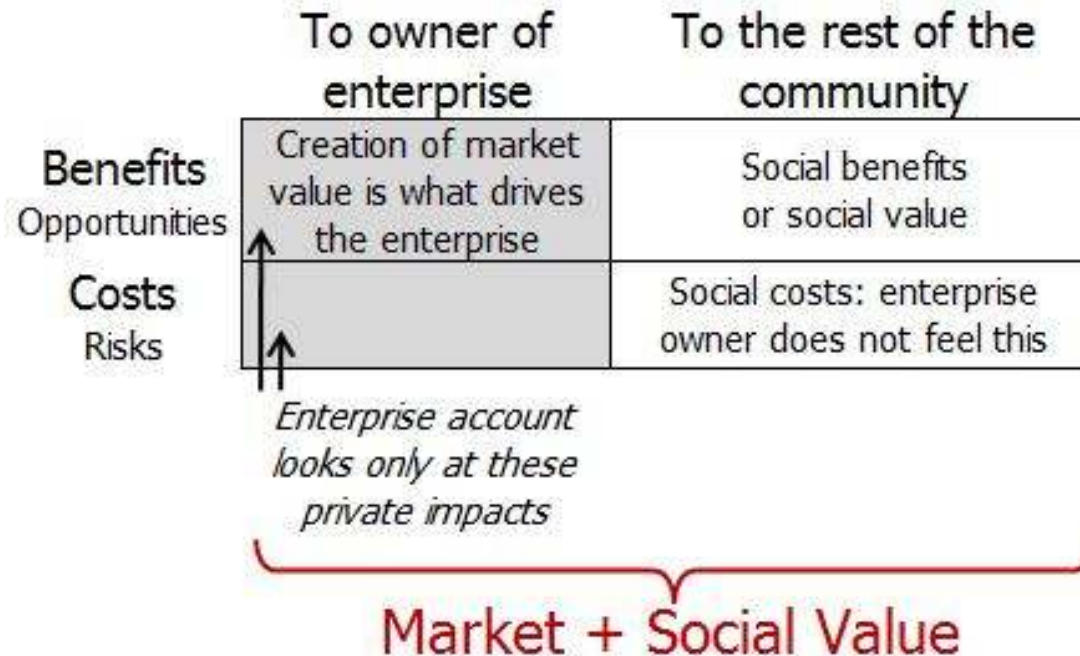 To owner of
enterprise
To the rest of the
community
Benefits
Opportunities
Creation of market
value is what drives
the enterprise
Social benefits
or social value
Costs
Risks
Social costs: enterprise
owner does not feel this
Enterprise account
looks only at these
private impacts
Market + Social Value